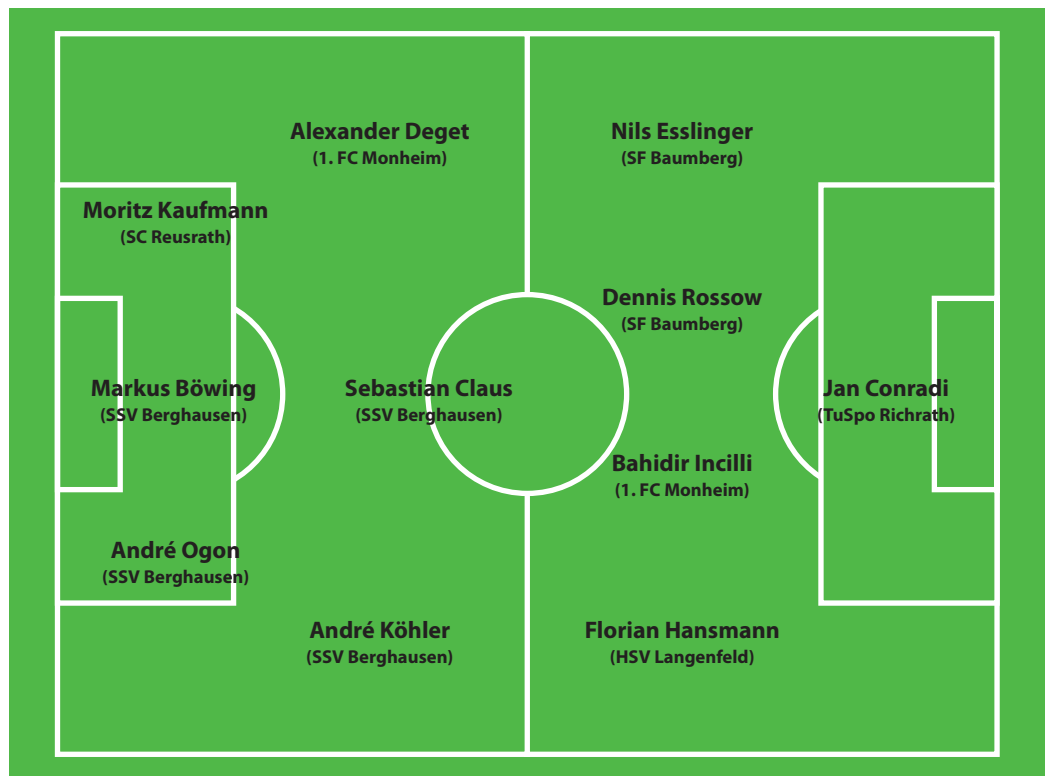 Alexander Deget
(1. FC Monheim)
Nils Esslinger
(SF Baumberg)
Moritz Kaufmann
(SC Reusrath)
Dennis Rossow
(SF Baumberg)
Markus Böwing
(SSV Berghausen)
Sebastian Claus
(SSV Berghausen)
Jan Conradi
(TuSpo Richrath)
Bahidir Incilli
(1. FC Monheim)
André Ogon
(SSV Berghausen)
André Köhler
(SSV Berghausen)
Florian Hansmann
(HSV Langenfeld)